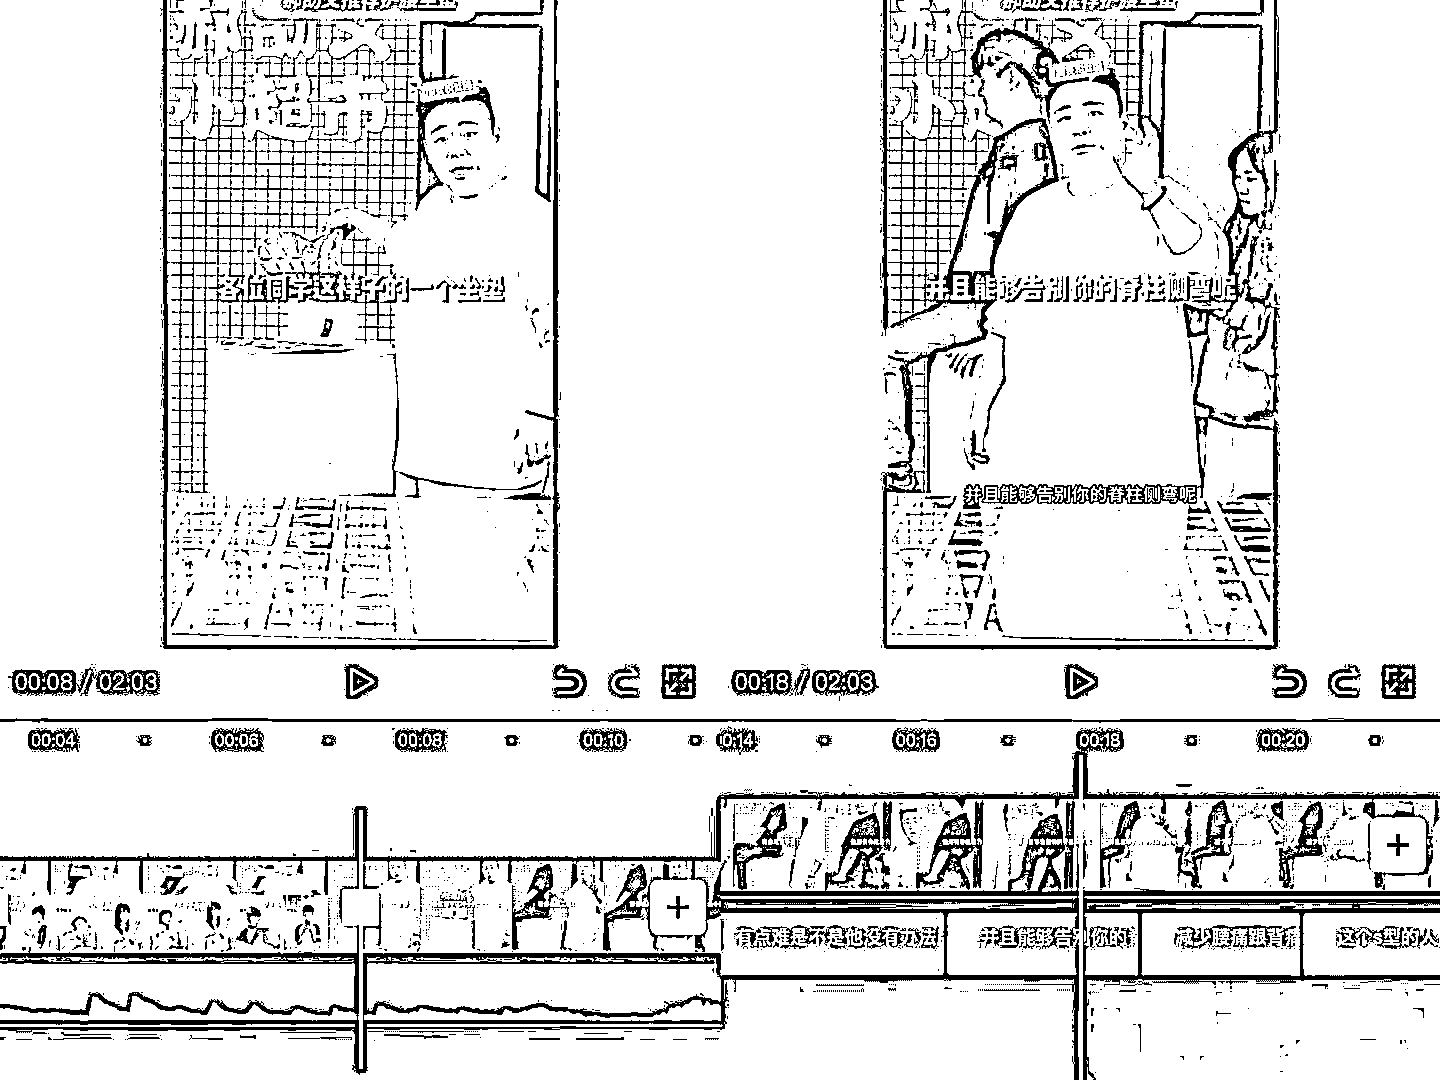 各位同学这样子的一个坐垫
00:08 / 02:03
00:04
00:06
00:08
00:10
并且能够告别你的脊柱侧弯呢
并且能够告别你的脊柱侧弯呢
00:18 / 02:03
0:14
00:16
00:18
00:20
有点难是不是他没有办法
并且能够告别你的脊
减少腰痛跟背痛
这个s型的人